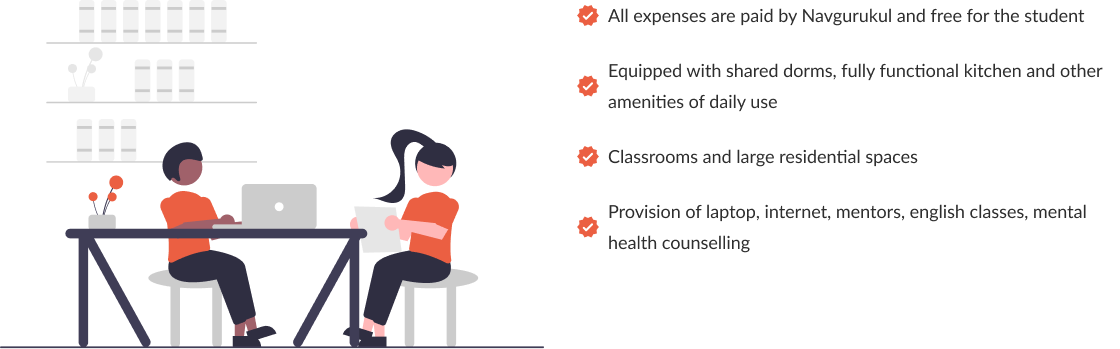 All expenses are paid by Navgurukul and free for the student
Equipped with shared dorms, fully functional kitchen and other
amenities of daily use
Classrooms and large residential spaces
Provision of laptop, internet, mentors, english classes, mental
health counselling